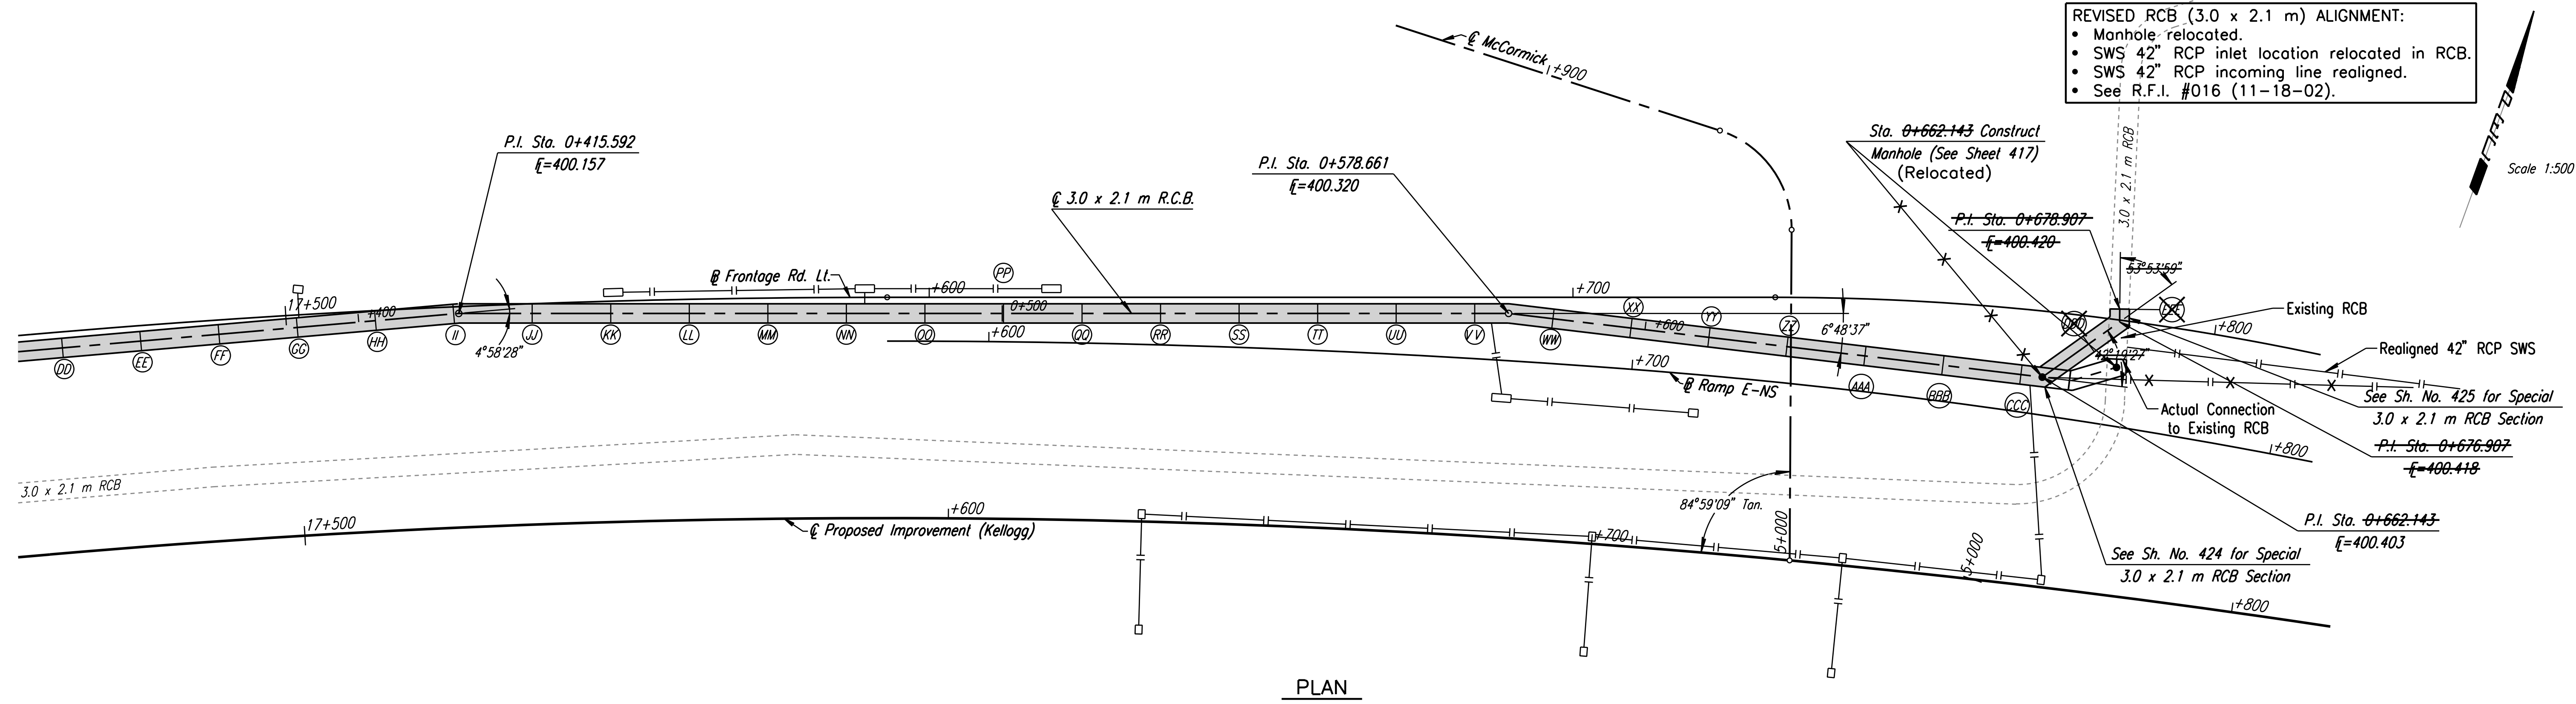 REVISED RCB (3.0 x 2.1 m) ALIGNMENT:
• Manhole relocated.
• SWS 42" RCP inlet location relocated in RCB.
• SWS 42" RCP incoming line realigned.
• See R.F.I. #016 (11-18-02).
Scale 1:500
℄ McCormick
+900
P.I. Sta. 0+415.592
℄=400.157
P.I. Sta. 0+578.661
℄=400.320
℄ 3.0 x 2.1 m R.C.B.
Sta. 0+662.143 Construct
Manhole (See Sheet 417)
(Relocated)
3.0 x 2.1 m RCB
P.I. Sta. 0+678.907
℄=400.420
53°53'59"
℔ Frontage Rd. Lt.
PP
+600
+700
17+500
+400
0+500
+600
+600
XX
YY
ZZ
6°48'37"
DDD
EEE
Existing RCB
+800
DD
EE
FF
GG
HH
II
4°58'28"
JJ
KK
LL
MM
NN
OO
QQ
RR
SS
TT
UU
VV
WW
AAA
BBB
CCC
42°19'27"
Realigned 42" RCP SWS
+700
℔ Ramp E-NS
See Sh. No. 425 for Special
3.0 x 2.1 m RCB Section
Actual Connection
to Existing RCB
+800
P.I. Sta. 0+676.907
℄=400.418
3.0 x 2.1 m RCB
17+500
+600
℄ Proposed Improvement (Kellogg)
+700
84°59'09" Tan.
5+000
5+000
P.I. Sta. 0+662.143
℄=400.403
See Sh. No. 424 for Special
3.0 x 2.1 m RCB Section
+800
PLAN